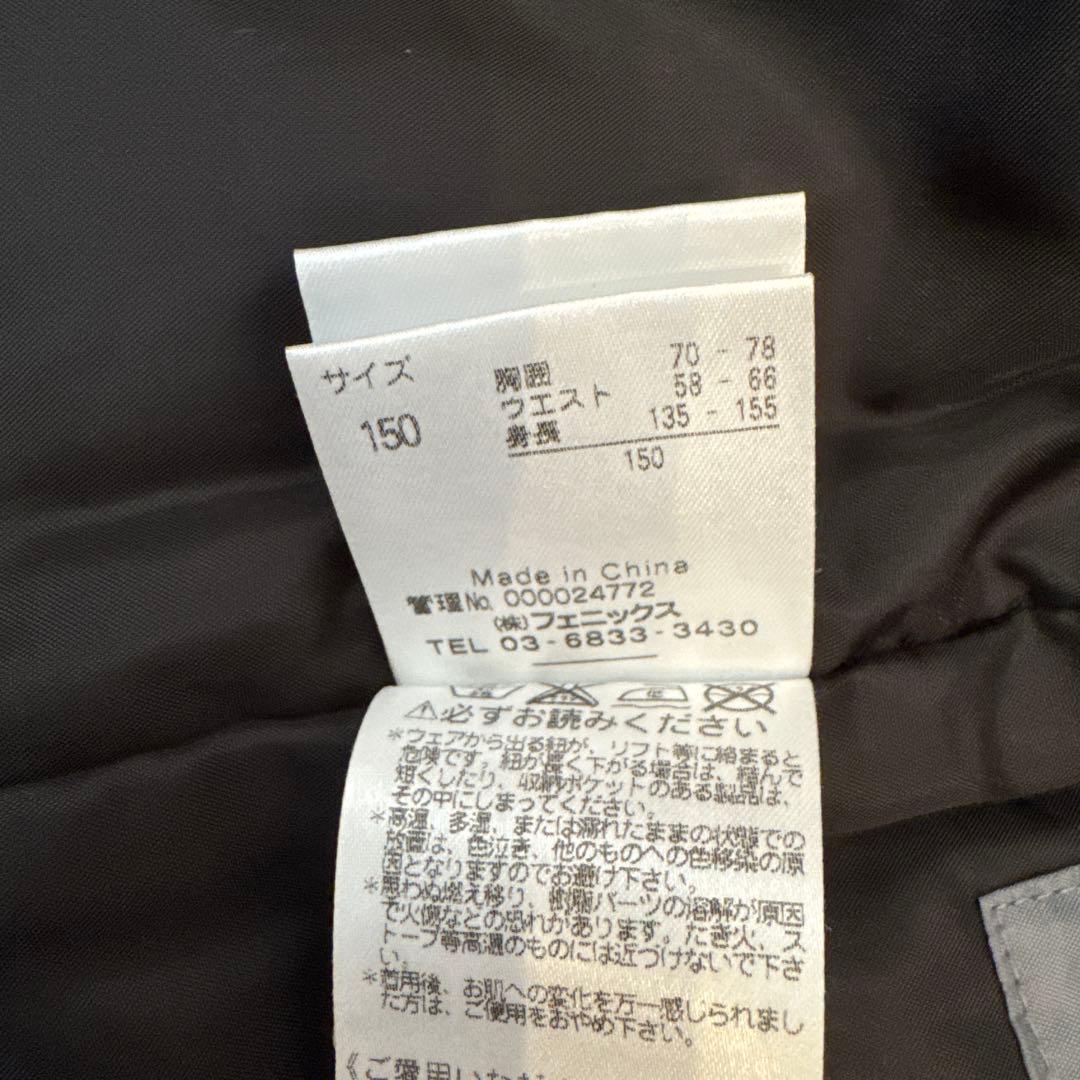 サイズ
150
胸囲 70 - 78
ウエスト 58 - 66
身長 135 - 155
150
Made in China
管理No. 000024772
(株)フェニックス
TEL 03-6833-3430
⚠必ずお読みください
*ウェアから出る紐が、リフト等に絡まると
危険です。紐が長く下がる場合は、結んで
短くしたり、収納ポケットのある製品は、
その中にしまってください。
*高温、多湿、または濡れたままの状態での
放置は、色泣き、他のものへの色移染の原
因となりますのでお避け下さい。
*思わぬ燃え移り、樹脂パーツの溶解が原因
で火傷などの恐れがあります。たき火、ス
トーブ等高温のものには近づけないで下さ
い。
*着用後、お肌への変化を万一感じられまし
た方は、ご使用をおやめ下さい。
《ご愛用いただ